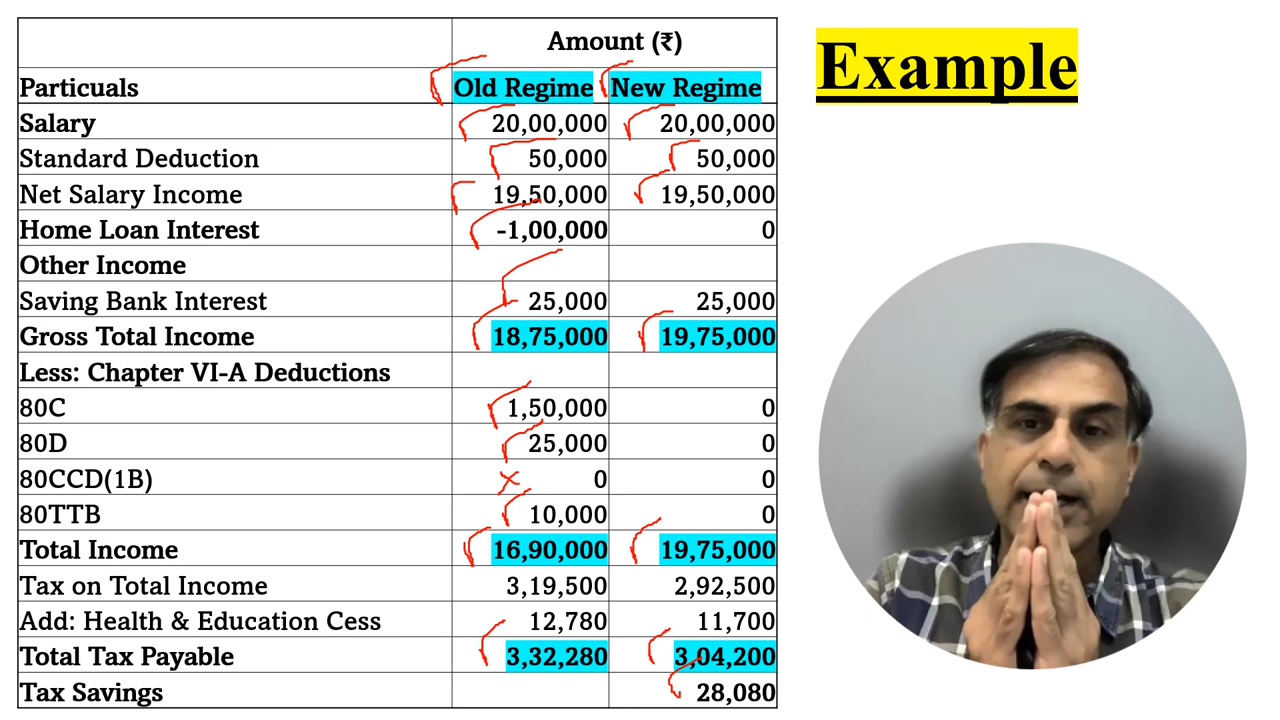 Amount (₹)
Particuals Old Regime New Regime
Salary 20,00,000 20,00,000
Standard Deduction 50,000 50,000
Net Salary Income 19,50,000 19,50,000
Home Loan Interest -1,00,000 0
Other Income
Saving Bank Interest 25,000 25,000
Gross Total Income 18,75,000 19,75,000
Less: Chapter VI-A Deductions
80C 1,50,000 0
80D 25,000 0
80CCD(1B) 0 0
80TTB 10,000 0
Total Income 16,90,000 19,75,000
Tax on Total Income 3,19,500 2,92,500
Add: Health & Education Cess 12,780 11,700
Total Tax Payable 3,32,280 3,04,200
Tax Savings 28,080
Example